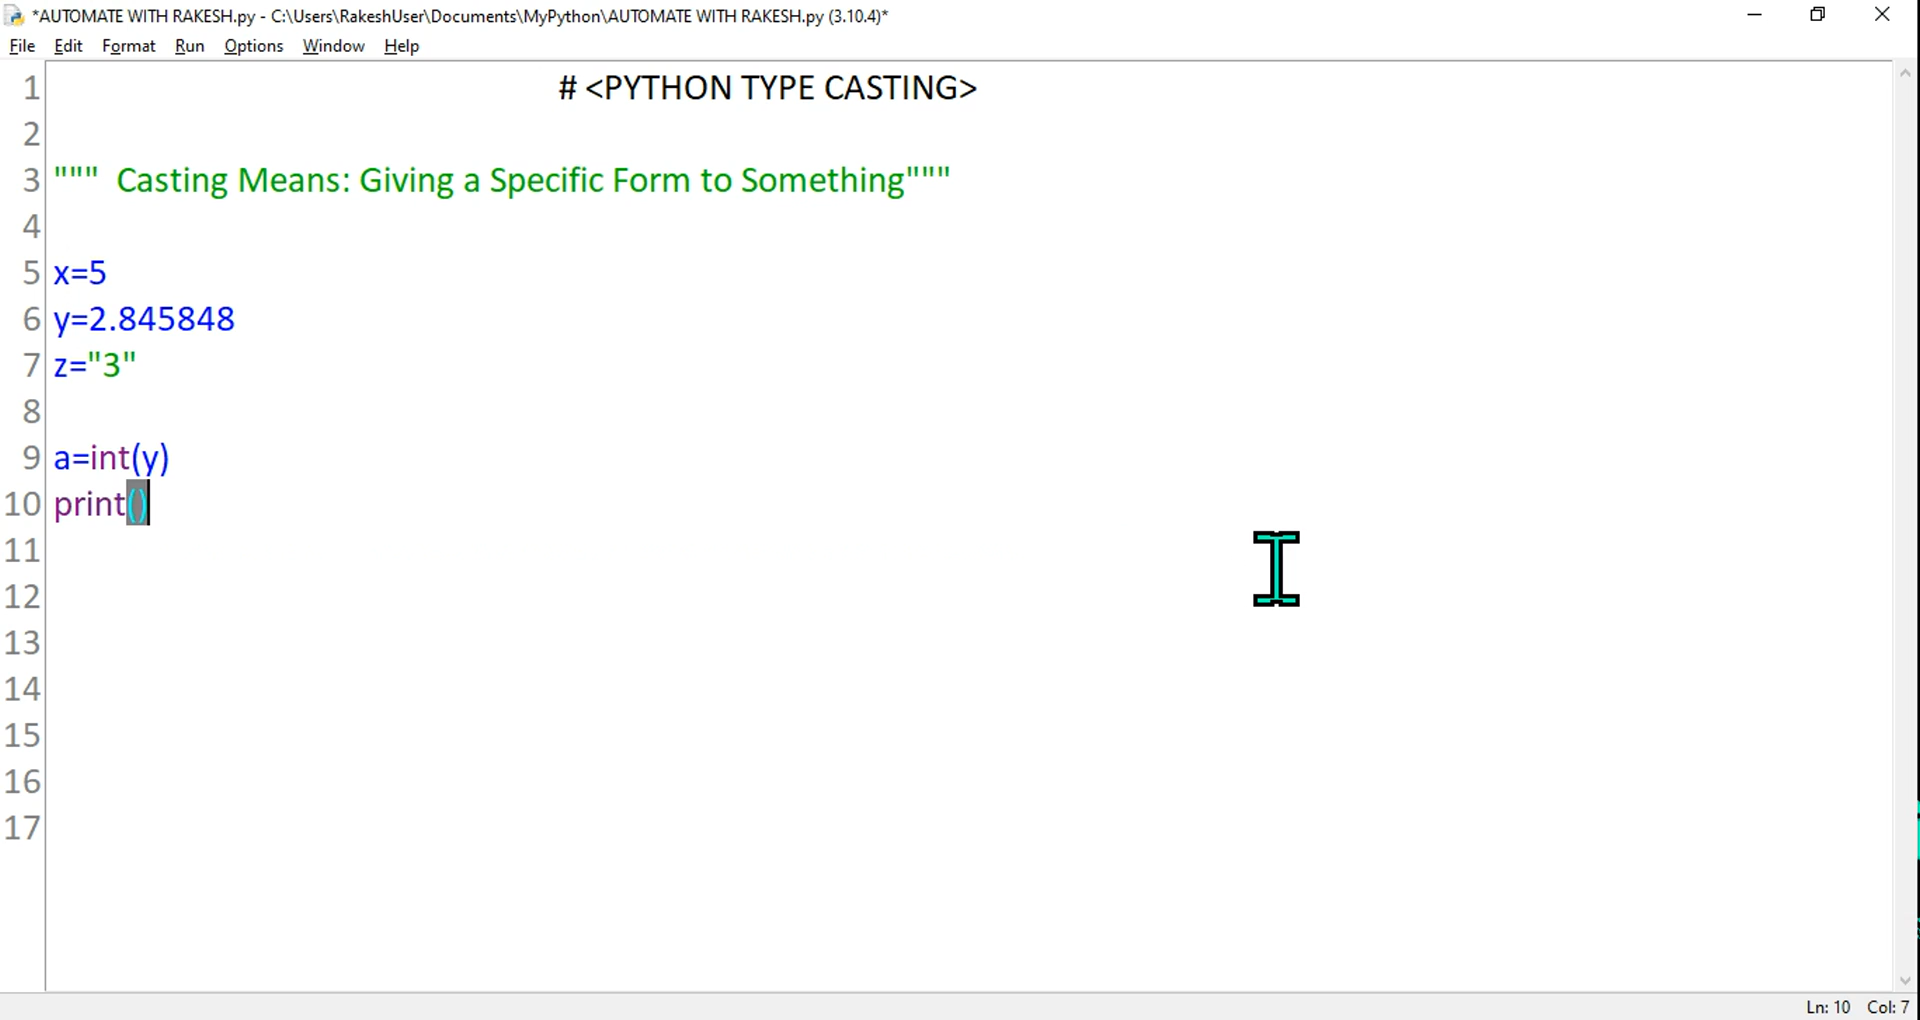 *AUTOMATE WITH RAKESH.py - C:\Users\RakeshUser\Documents\MyPython\AUTOMATE WITH RAKESH.py (3.10.4)*
File Edit Format Run Options Window Help
1 # <PYTHON TYPE CASTING>
2
3 """  Casting Means: Giving a Specific Form to Something"""
4
5 x=5
6 y=2.845848
7 z="3"
8
9 a=int(y)
10 print()
11
12
13
14
15
16
17
Ln: 10 Col: 7